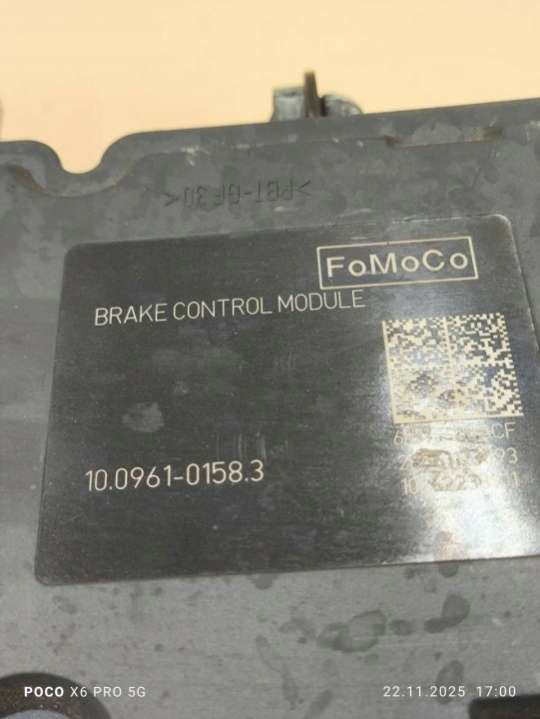 >PBT-GF30<
FoMoCo
BRAKE CONTROL MODULE
10.0961-0158.3
POCO X6 PRO 5G
22.11.2025 17:00